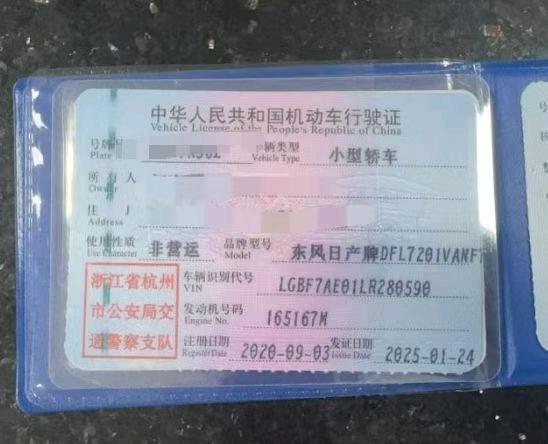 中华人民共和国机动车行驶证
Vehicle License of the People's Republic of China
号牌号 车辆类型 小型轿车
Plate Vehicle Type
所有人
Owner
住
Address
使用性质 非营运 品牌型号 东风日产牌DFL7201VANF1
Use Character Model
浙江省杭州 车辆识别代号 LGBF7AE01LR280590
VIN
市公安局交 发动机号码 165167M
Engine No.
通警察支队 注册日期 2020-09-03 发证日期 2025-01-24
Register Date Issue Date